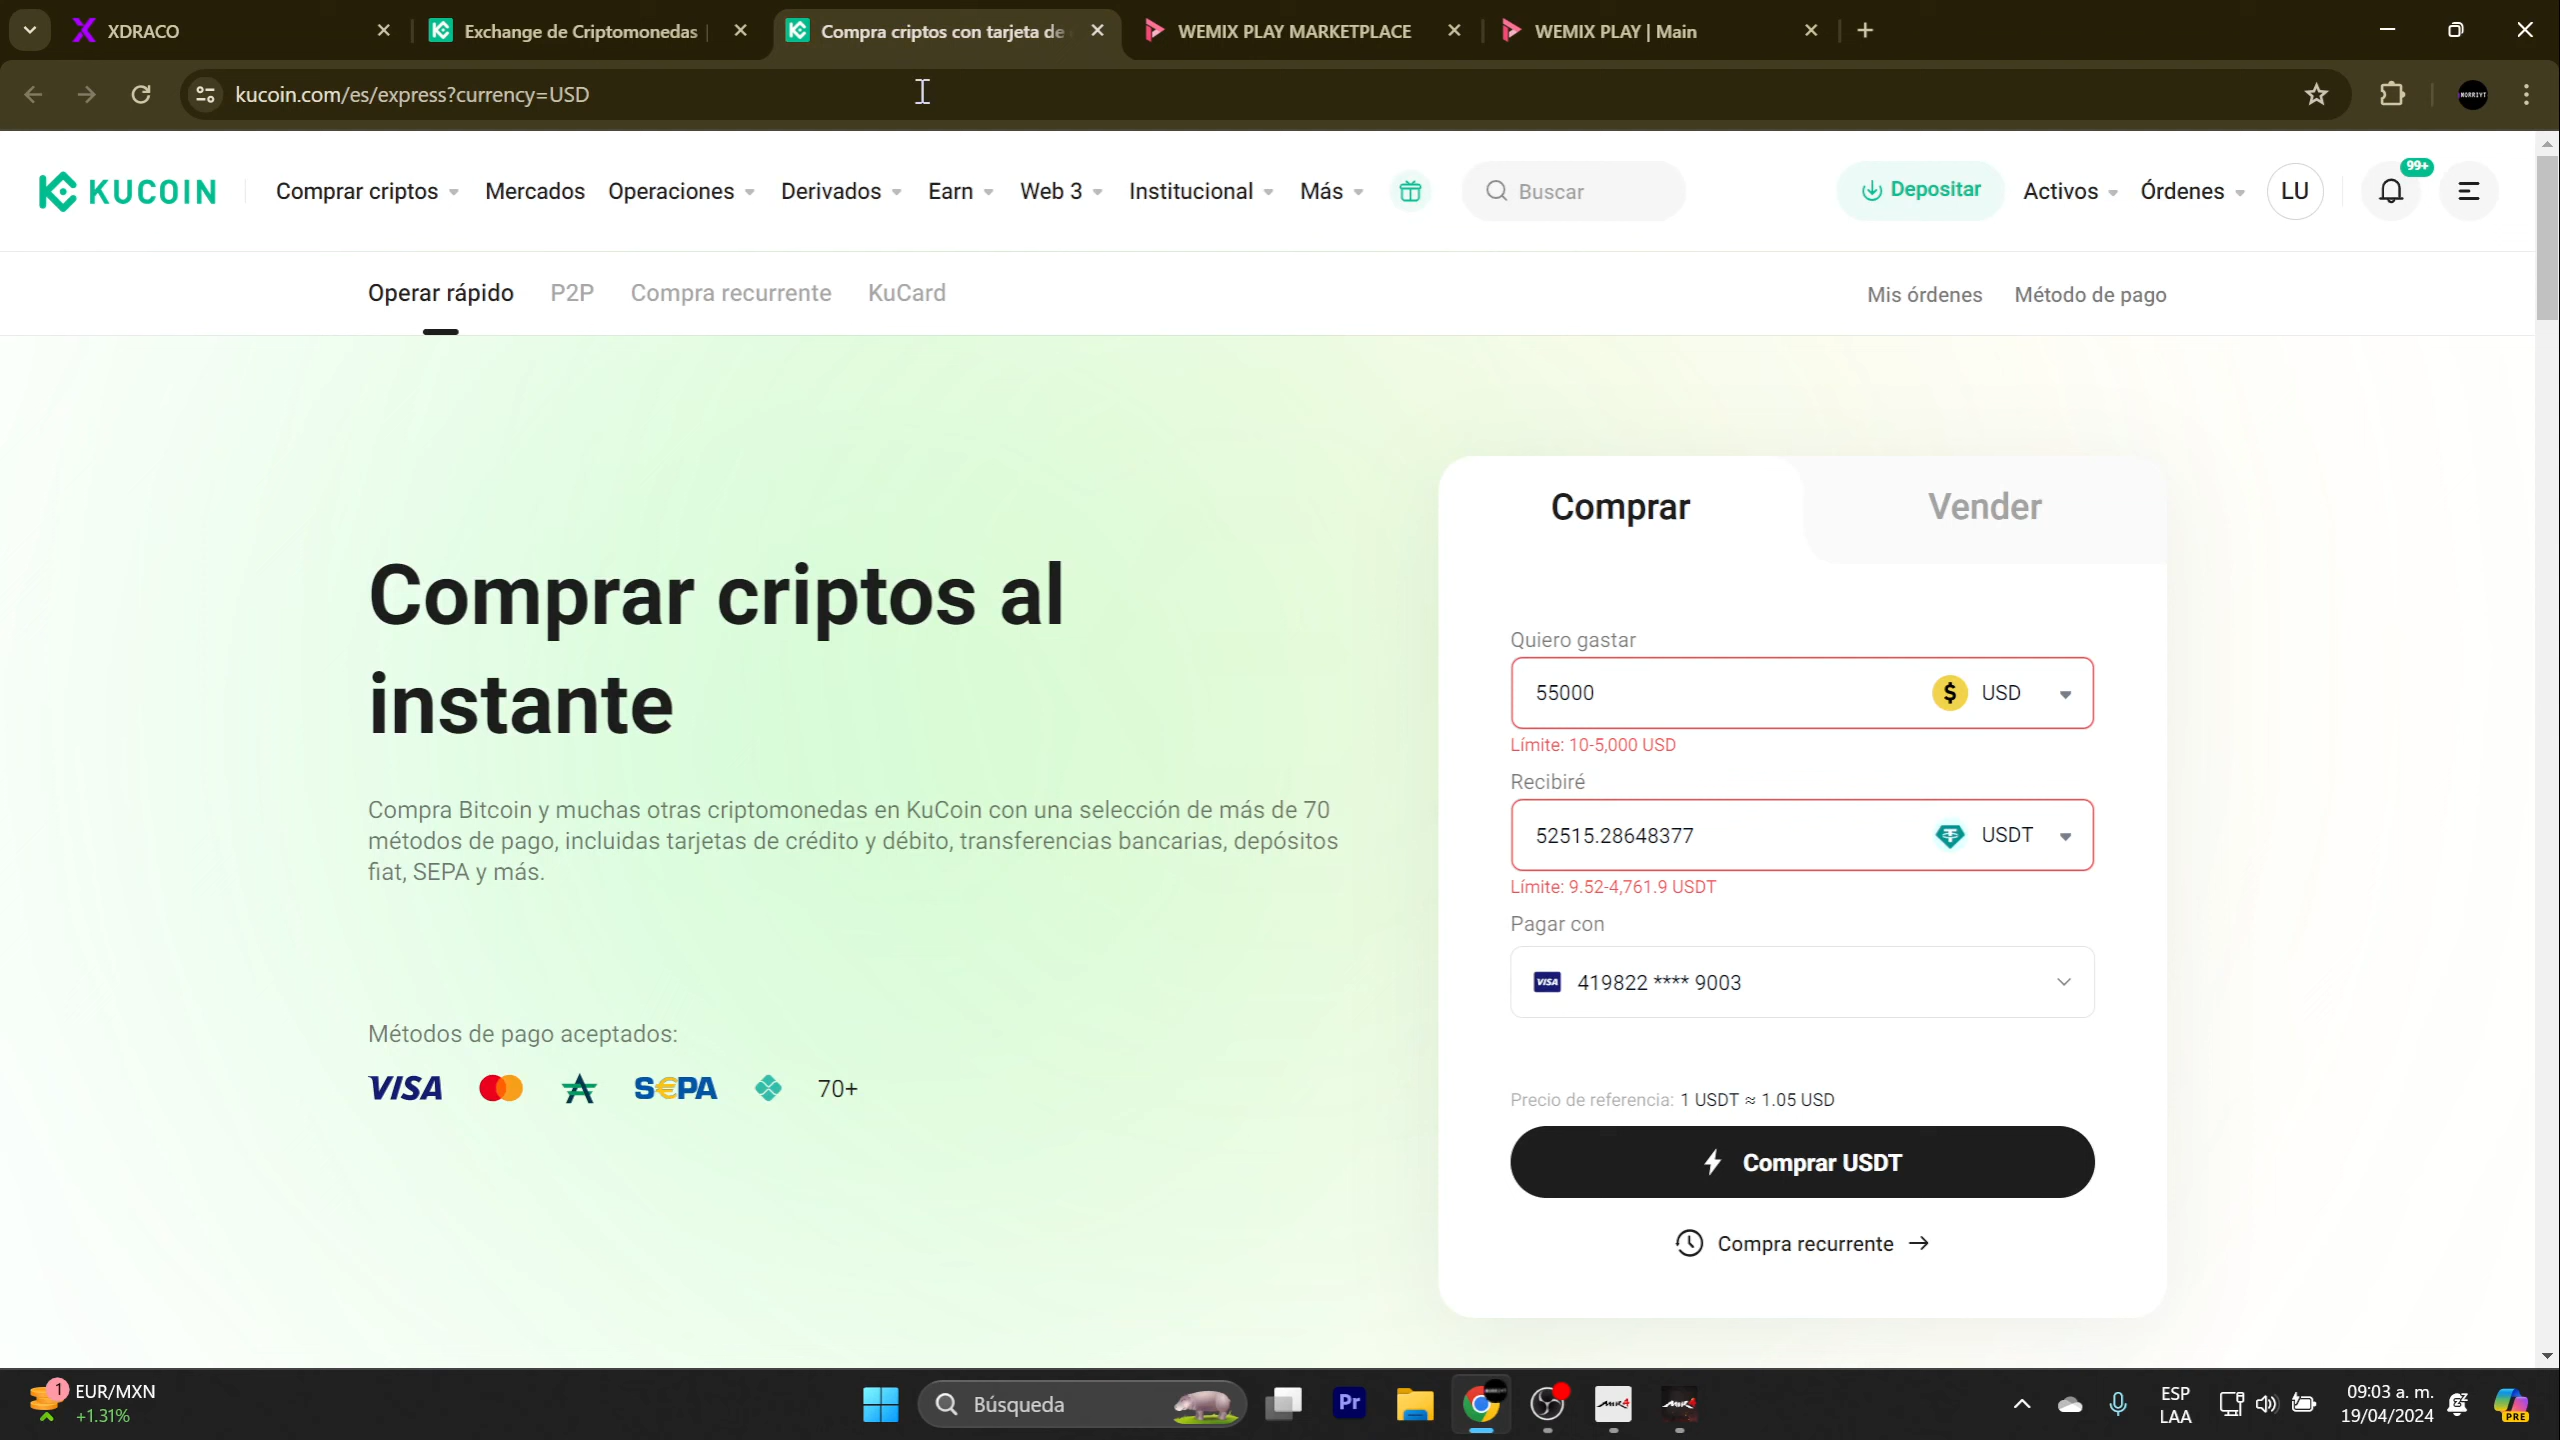 XDRACO
Exchange de Criptomonedas |
Compra criptos con tarjeta de
WEMIX PLAY MARKETPLACE
WEMIX PLAY | Main
kucoin.com/es/express?currency=USD
NORRIYT
KUCOIN
Comprar criptos
Mercados
Operaciones
Derivados
Earn
Web 3
Institucional
Más
Buscar
Depositar
Activos
Órdenes
LU
99+
Operar rápido
P2P
Compra recurrente
KuCard
Mis órdenes
Método de pago
Comprar criptos al
instante
Compra Bitcoin y muchas otras criptomonedas en KuCoin con una selección de más de 70
métodos de pago, incluidas tarjetas de crédito y débito, transferencias bancarias, depósitos
fiat, SEPA y más.
Métodos de pago aceptados:
VISA
S€PA
70+
Comprar
Vender
Quiero gastar
55000
USD
Límite: 10-5,000 USD
Recibiré
52515.28648377
USDT
Límite: 9.52-4,761.9 USDT
Pagar con
VISA 419822 **** 9003
Precio de referencia: 1 USDT ≈ 1.05 USD
Comprar USDT
Compra recurrente
1
EUR/MXN
+1.31%
Búsqueda
Pr
MIR4
MIR4
ESP
LAA
09:03 a. m.
19/04/2024
PRE